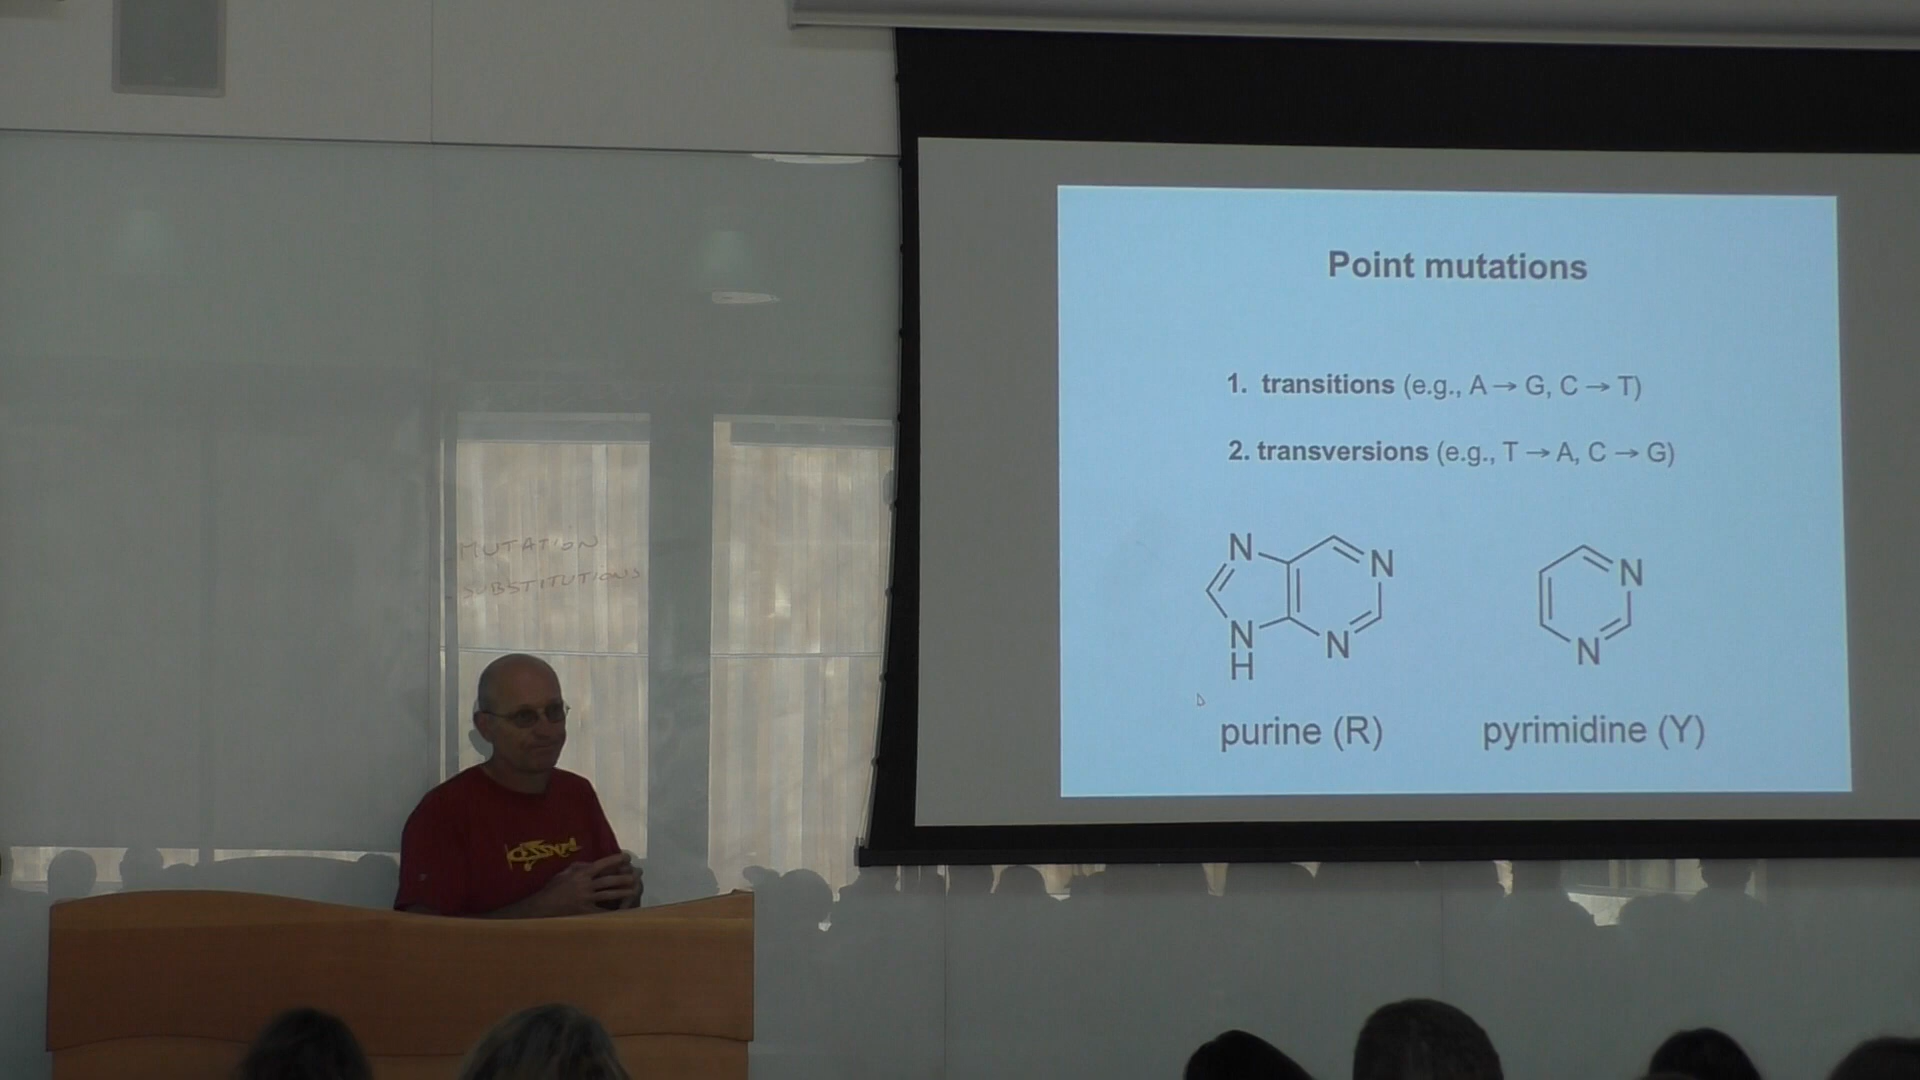 MUTATION
SUBSTITUTIONS
Point mutations
1. transitions (e.g., A → G, C → T)
2. transversions (e.g., T → A, C → G)
N
N
N
H
N
N
N
purine (R)
pyrimidine (Y)